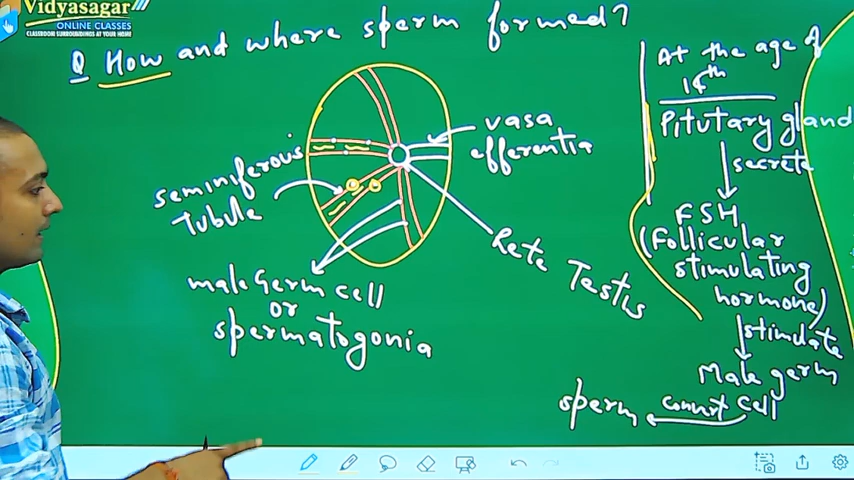 Vidyasagar
ONLINE CLASSES
CLASSROOM SURROUNDINGS AT YOUR HOME
Q How and where sperm formed?
vasa
efferentia
seminiferous
tubule
Rete Testis
male Germ cell
or
spermatogonia
At the age of
14th
Pitutary gland
secrete
FSH
(Follicular
stimulating
hormone)
stimulate
Male germ
cell
convert
sperm